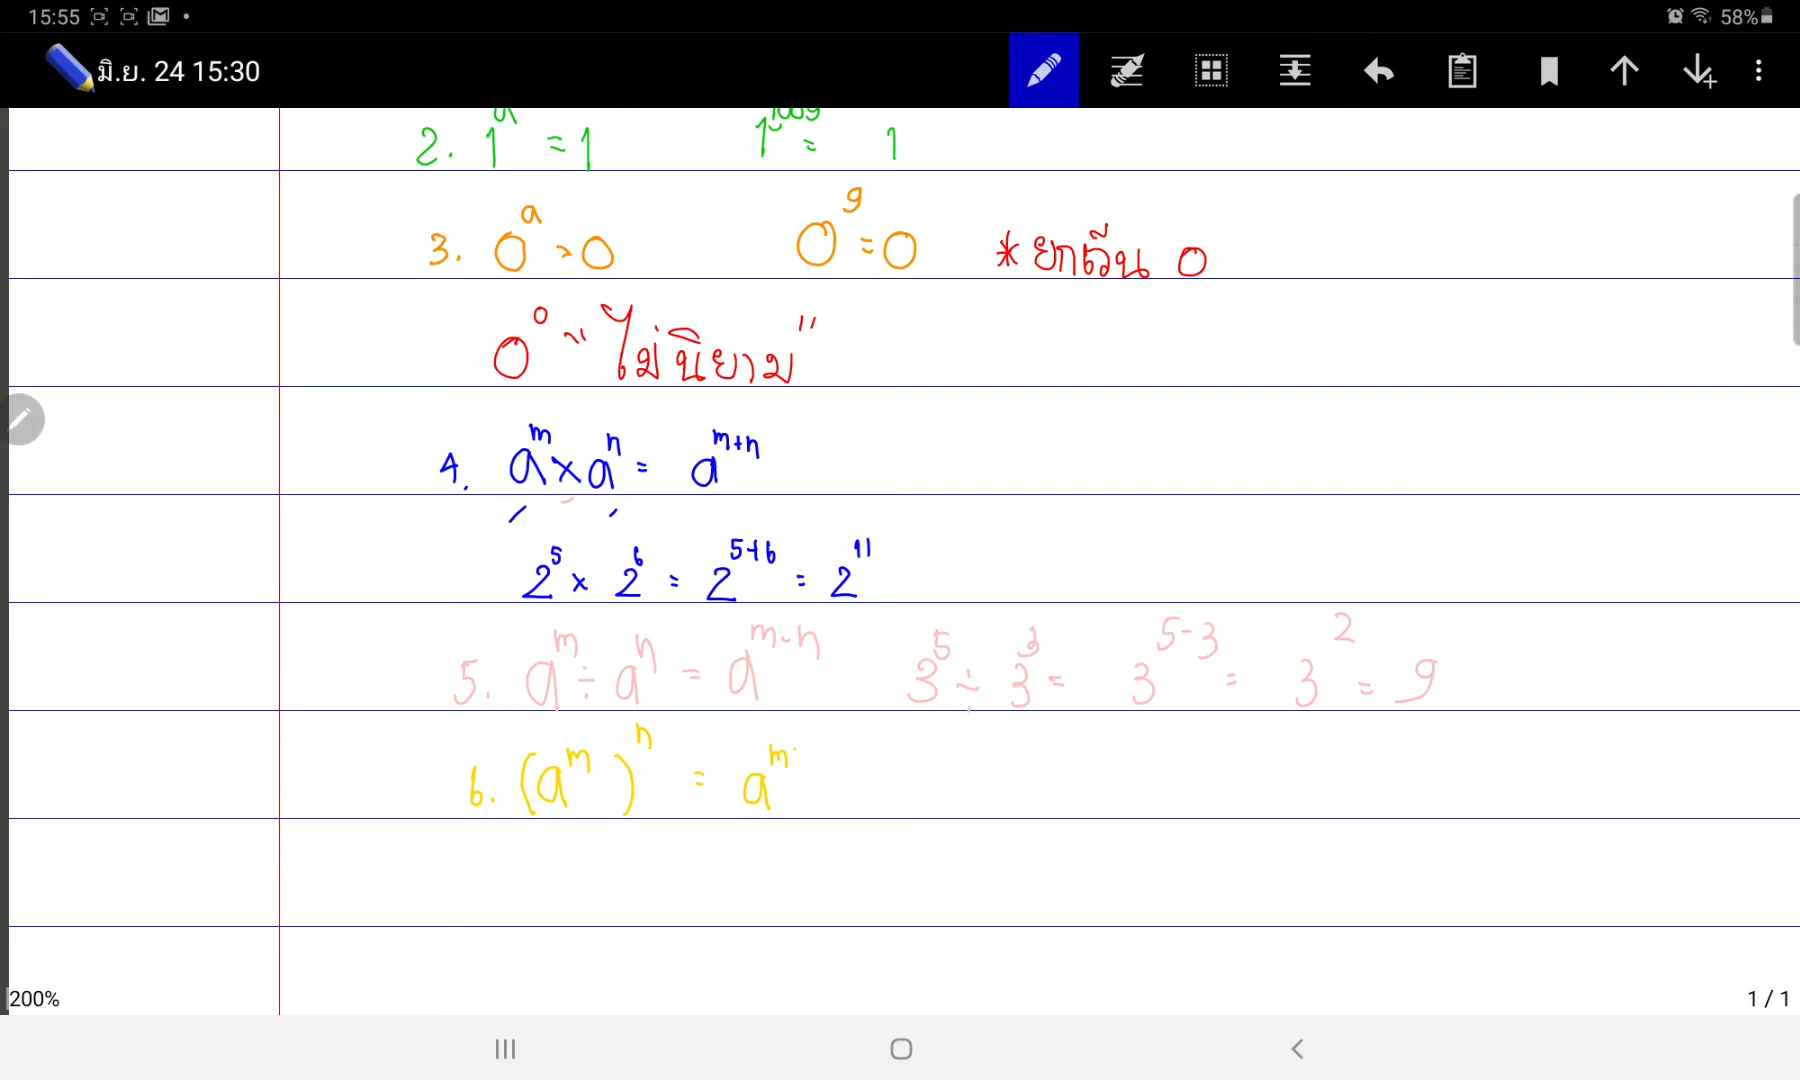 15:55 58%
มิ.ย. 24 15:30
2. 1^a = 1 1^1009 = 1
3. 0^a = 0 0^9 = 0 *ยกเว้น 0
0^0 = "ไม่นิยาม"
4. a^m × a^n = a^{m+n}
2^5 × 2^6 = 2^{5+6} = 2^11
5. a^m ÷ a^n = a^{m-n} 3^5 ÷ 3^3 = 3^{5-3} = 3^2 = 9
6. (a^m)^n = a^m
200% 1 / 1